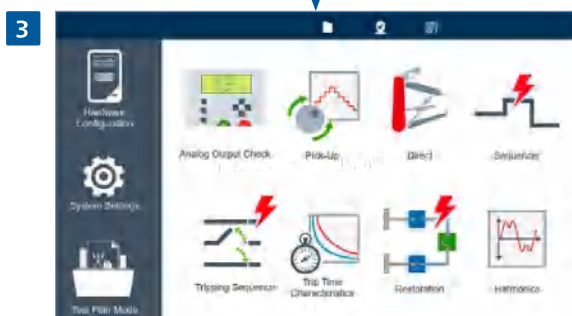 3
Hardware
Configuration
System Settings
Test Plan Mode
Analog Output Check
Pick-Up
Direct
Sequencer
Tripping Sequence
Trip Time
Characteristics
Restoration
Harmonics